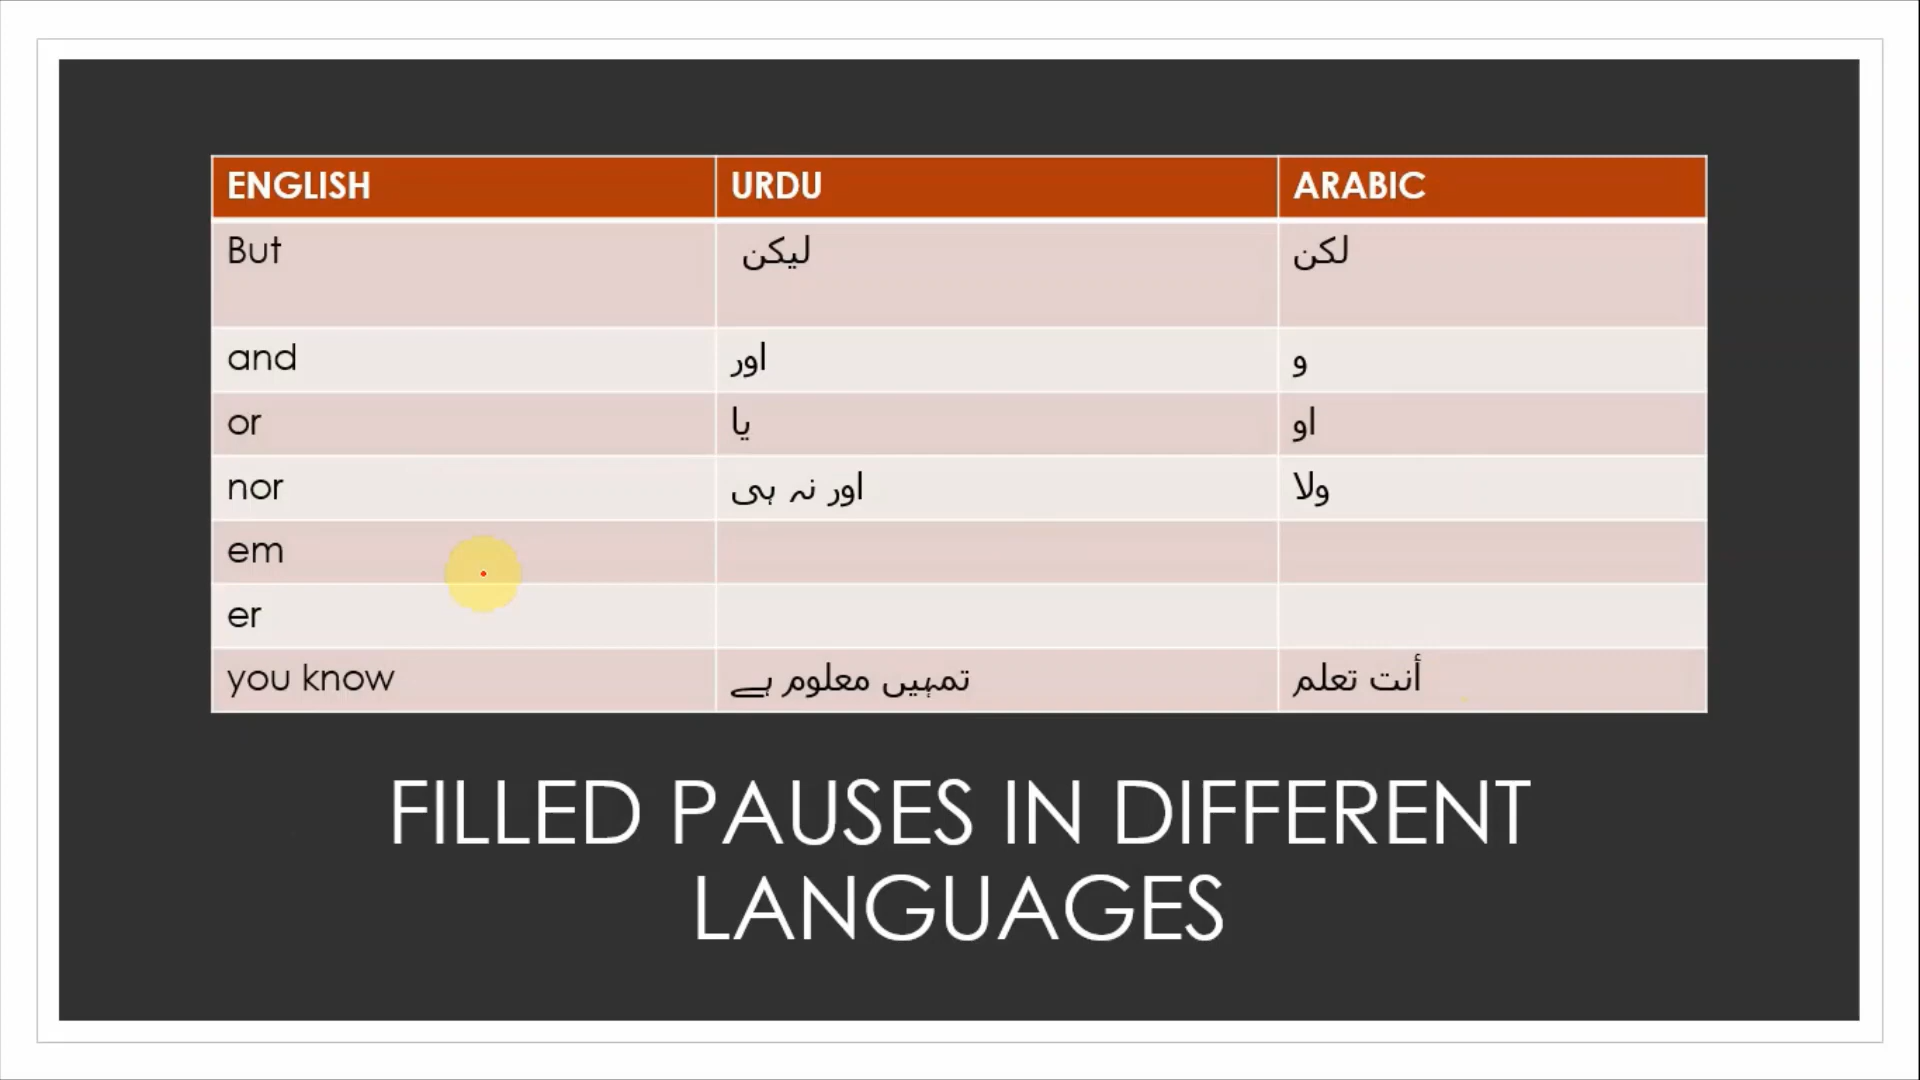 ENGLISH URDU ARABIC
But لیکن لكن
and اور و
or یا او
nor اور نہ ہی ولا
em
er
you know تمہیں معلوم ہے أنت تعلم
FILLED PAUSES IN DIFFERENT
LANGUAGES